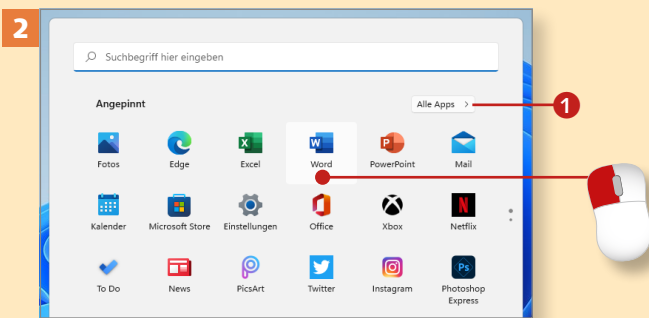 2
Suchbegriff hier eingeben
Angepinnt
Alle Apps >
1
Fotos Edge Excel Word PowerPoint Mail
Kalender Microsoft Store Einstellungen Office Xbox Netflix
To Do News PicsArt Twitter Instagram Photoshop
Express